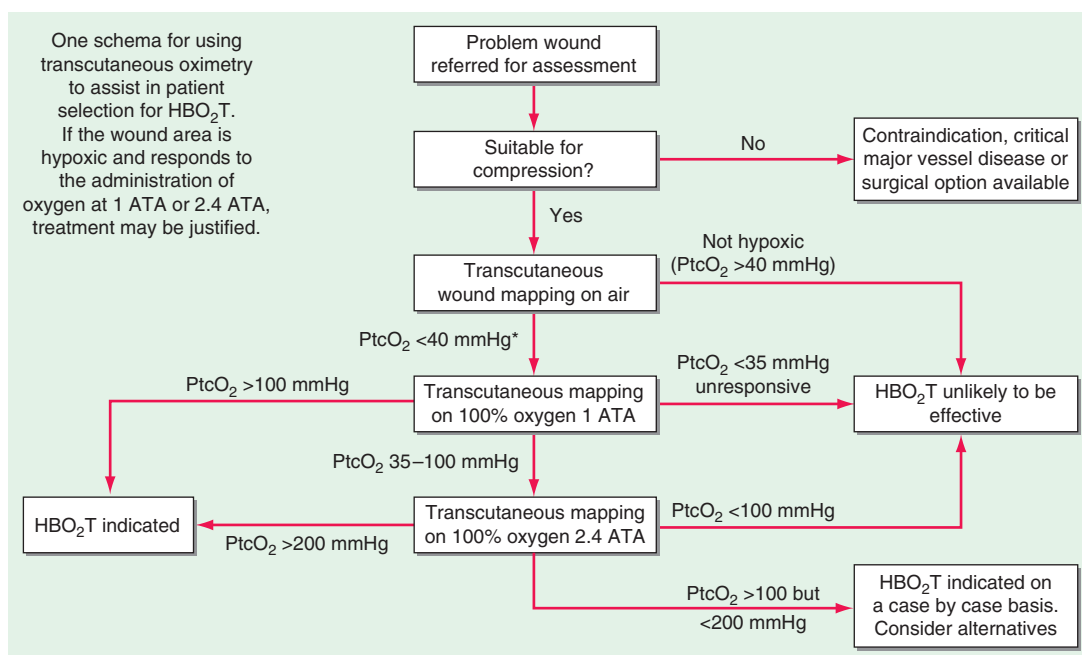 One schema for using
transcutaneous oximetry
to assist in patient
selection for HBO2T.
If the wound area is
hypoxic and responds to
the administration of
oxygen at 1 ATA or 2.4 ATA,
treatment may be justified.
Problem wound
referred for assessment
Suitable for
compression?
No
Contraindication, critical
major vessel disease or
surgical option available
Yes
Transcutaneous
wound mapping on air
Not hypoxic
(PtcO2 >40 mmHg)
PtcO2 <40 mmHg*
PtcO2 >100 mmHg
Transcutaneous mapping
on 100% oxygen 1 ATA
PtcO2 <35 mmHg
unresponsive
HBO2T unlikely to be
effective
PtcO2 35–100 mmHg
HBO2T indicated
PtcO2 >200 mmHg
Transcutaneous mapping
on 100% oxygen 2.4 ATA
PtcO2 <100 mmHg
PtcO2 >100 but
<200 mmHg
HBO2T indicated on
a case by case basis.
Consider alternatives